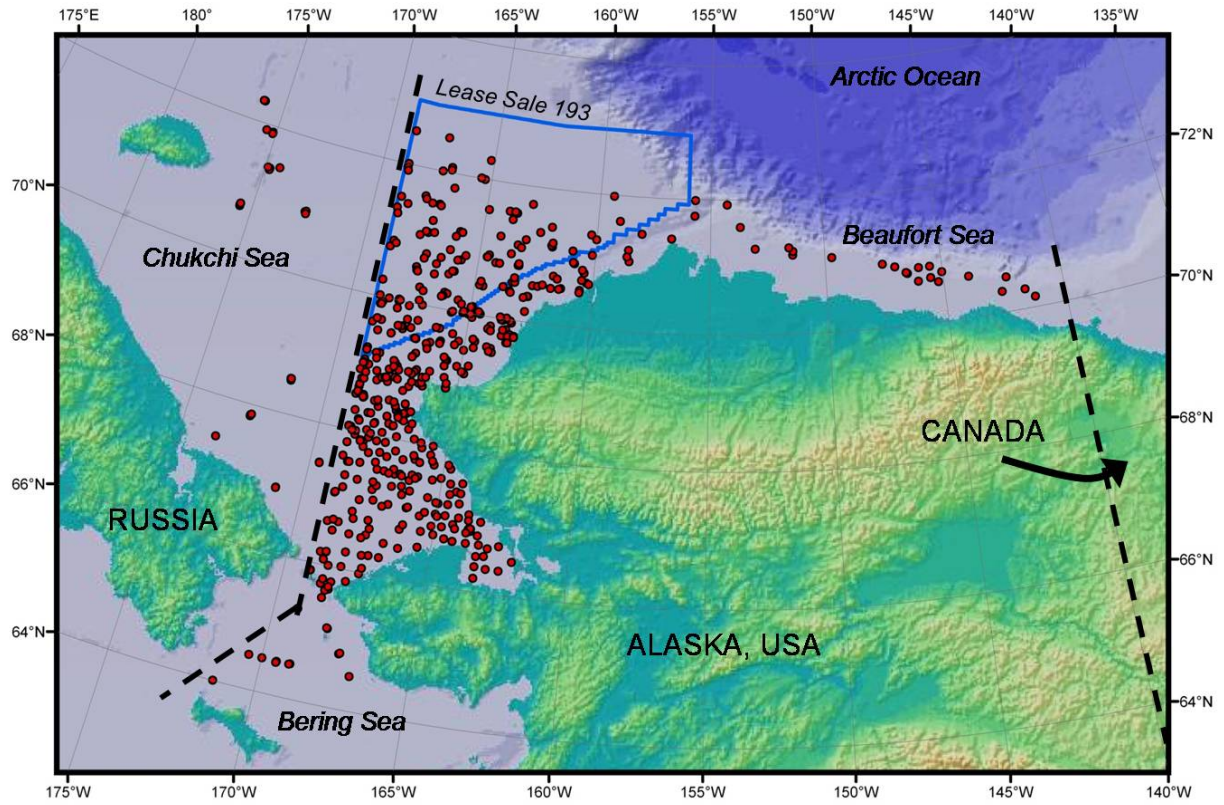 175°E 180° 175°W 170°W 165°W 160°W 155°W 150°W 145°W 140°W 135°W
Arctic Ocean
Lease Sale 193
72°N
70°N
Chukchi Sea
Beaufort Sea
70°N
68°N
68°N
CANADA
66°N
RUSSIA
66°N
64°N
ALASKA, USA
64°N
Bering Sea
175°W 170°W 165°W 160°W 155°W 150°W 145°W 140°W